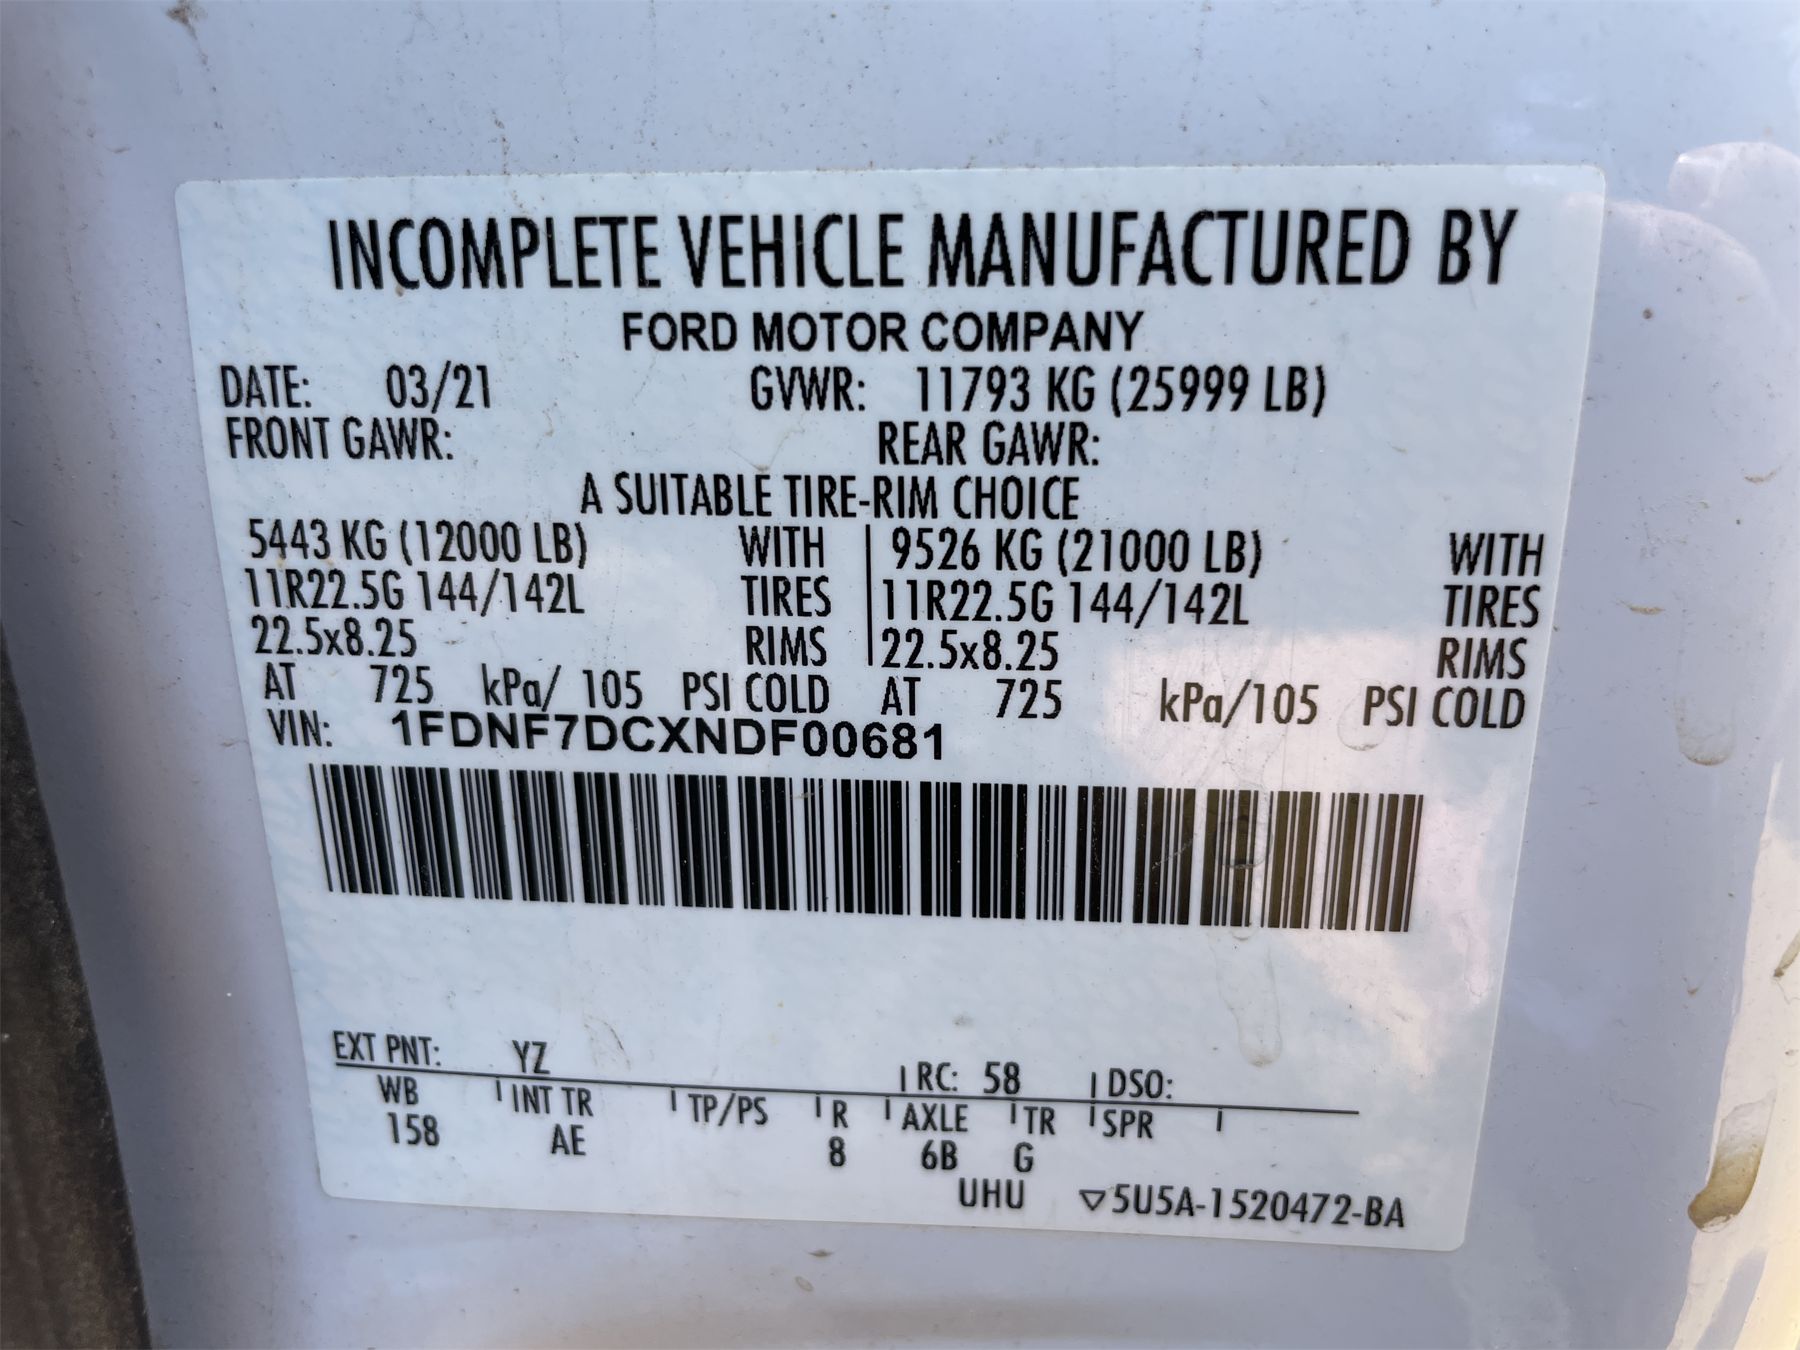 INCOMPLETE VEHICLE MANUFACTURED BY
FORD MOTOR COMPANY
DATE: 03/21 GVWR: 11793 KG (25999 LB)
FRONT GAWR: REAR GAWR:
A SUITABLE TIRE-RIM CHOICE
5443 KG (12000 LB) WITH 9526 KG (21000 LB) WITH
11R22.5G 144/142L TIRES 11R22.5G 144/142L TIRES
22.5x8.25 RIMS 22.5x8.25 RIMS
AT 725 kPa/ 105 PSI COLD AT 725 kPa/105 PSI COLD
VIN: 1FDNF7DCXNDF00681
EXT PNT: YZ RC: 58 DSO:
WB INT TR TP/PS R AXLE TR SPR
158 AE 8 6B G
UHU ▽5U5A-1520472-BA